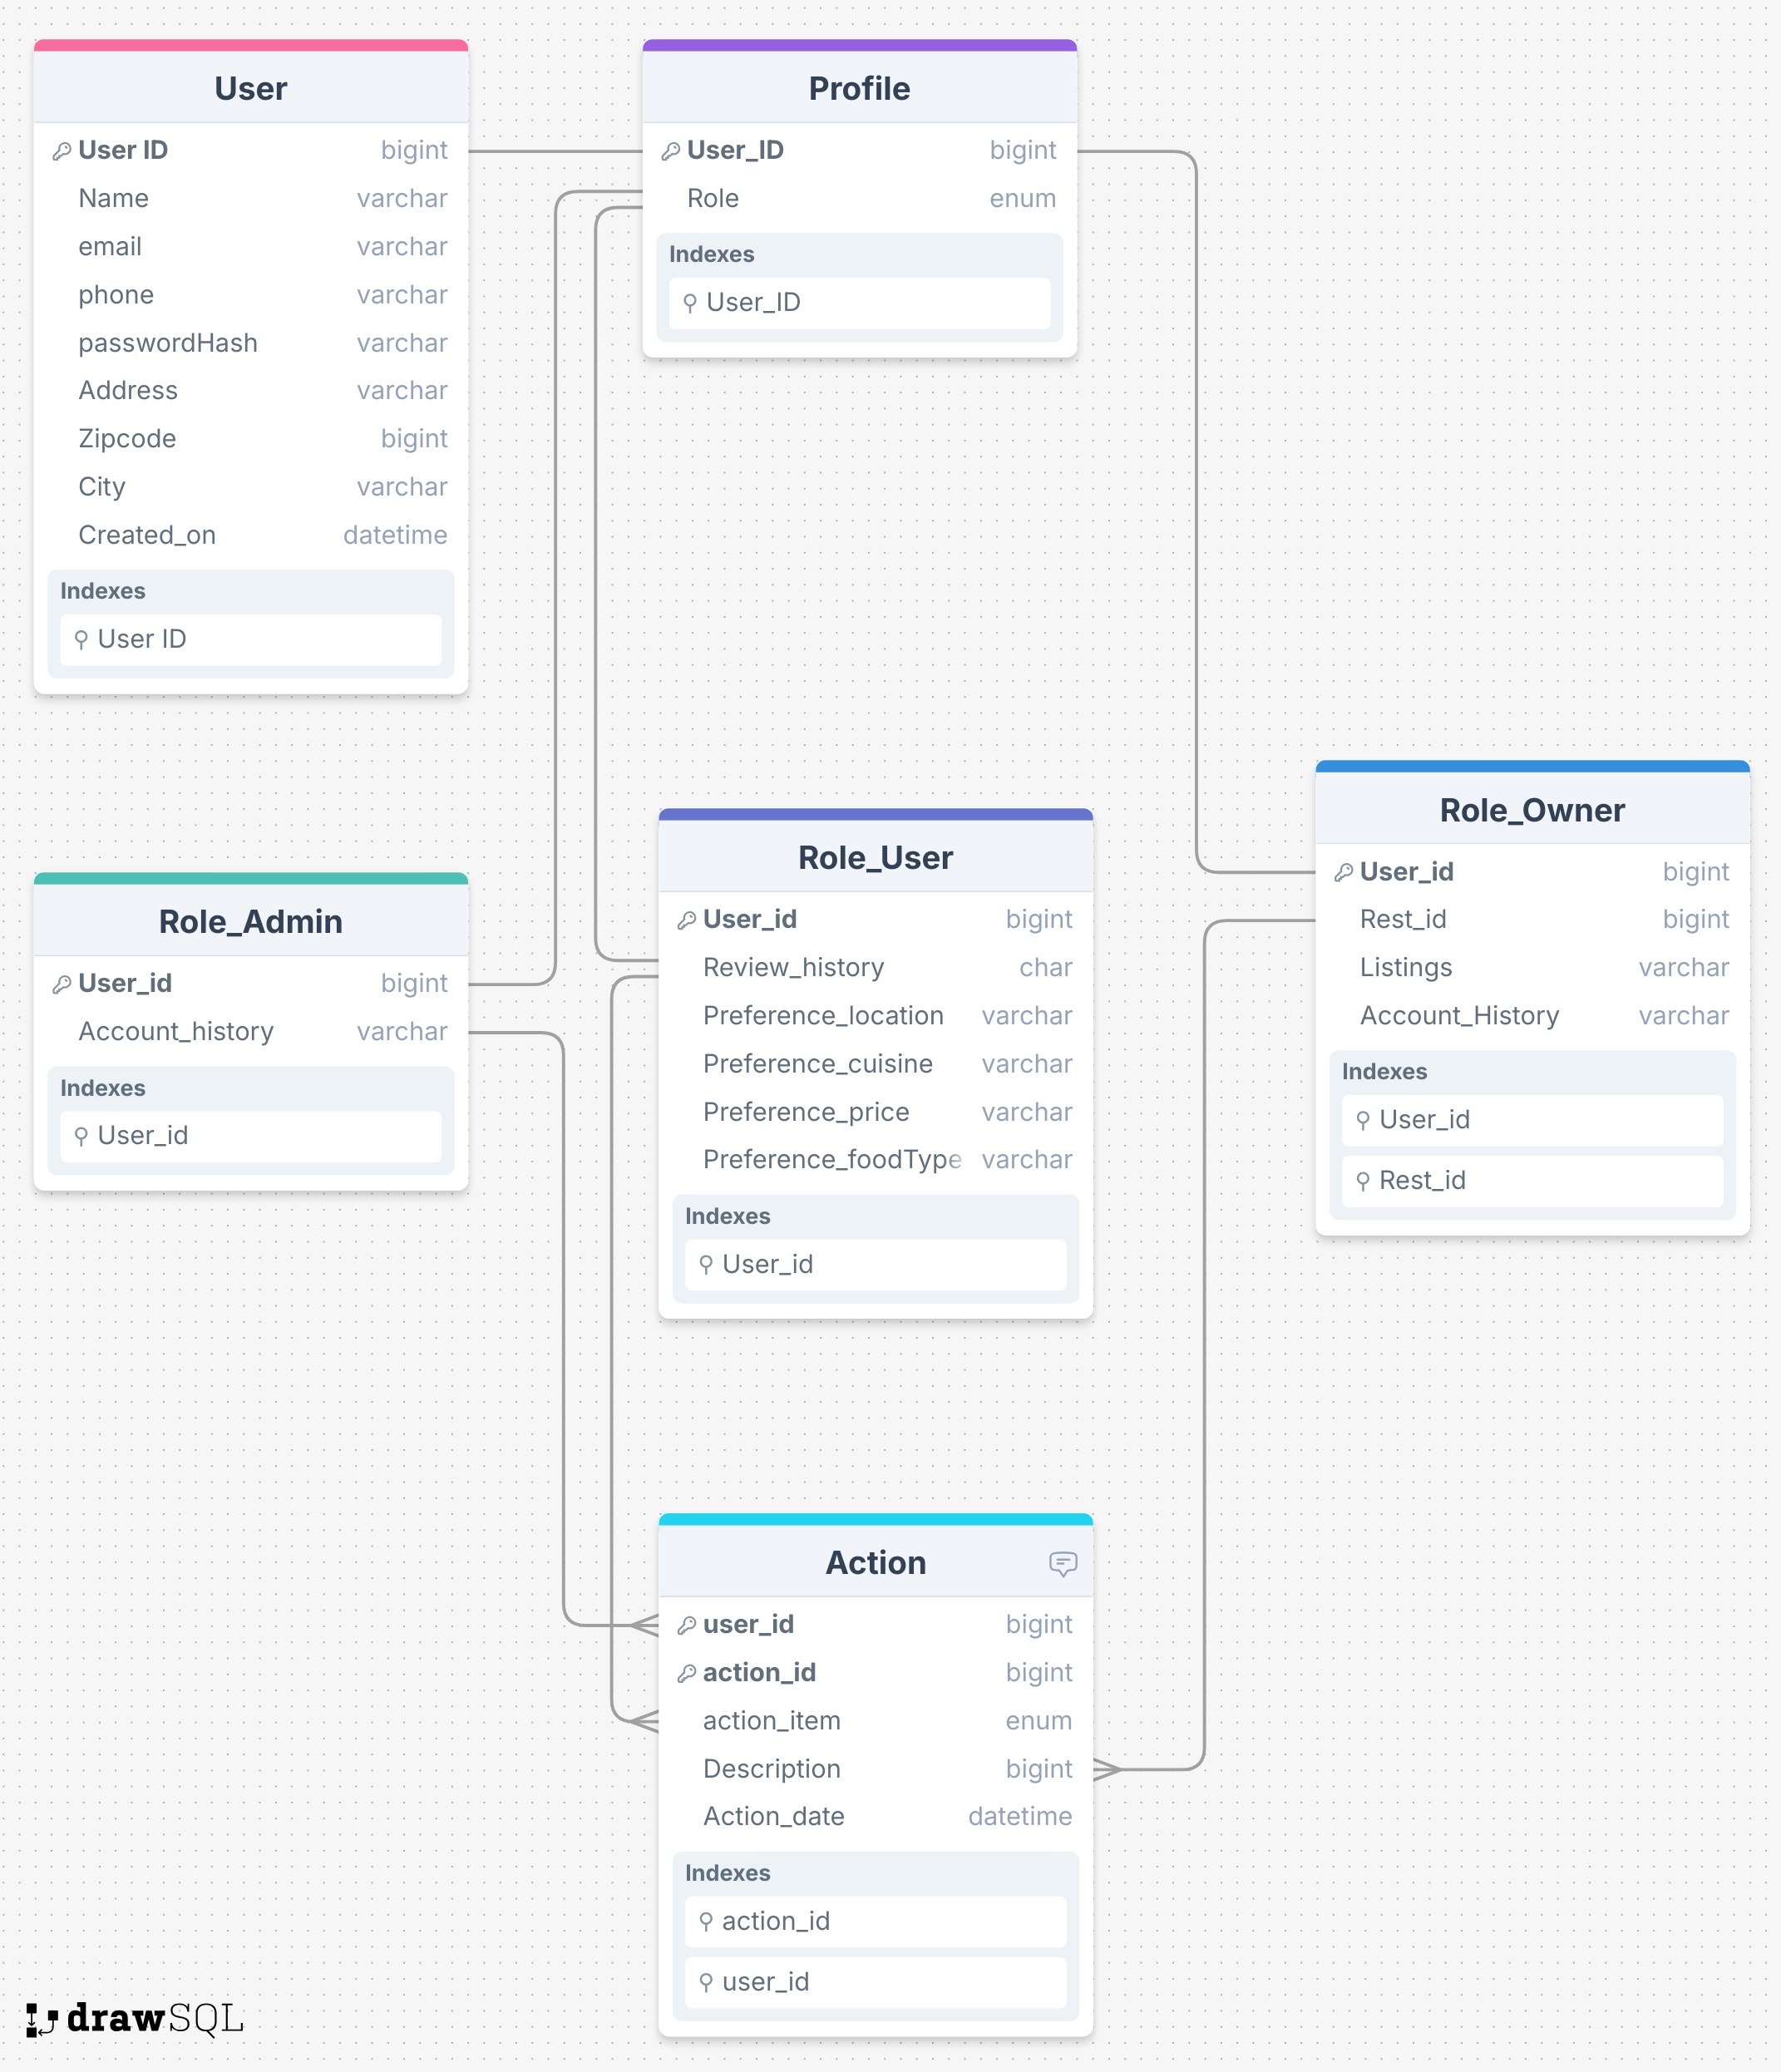 User
User ID bigint
Name varchar
email varchar
phone varchar
passwordHash varchar
Address varchar
Zipcode bigint
City varchar
Created_on datetime
Indexes
User ID
Profile
User_ID bigint
Role enum
Indexes
User_ID
Role_Admin
User_id bigint
Account_history varchar
Indexes
User_id
Role_User
User_id bigint
Review_history char
Preference_location varchar
Preference_cuisine varchar
Preference_price varchar
Preference_foodType varchar
Indexes
User_id
Role_Owner
User_id bigint
Rest_id bigint
Listings varchar
Account_History varchar
Indexes
User_id
Rest_id
Action
user_id bigint
action_id bigint
action_item enum
Description bigint
Action_date datetime
Indexes
action_id
user_id
drawSQL